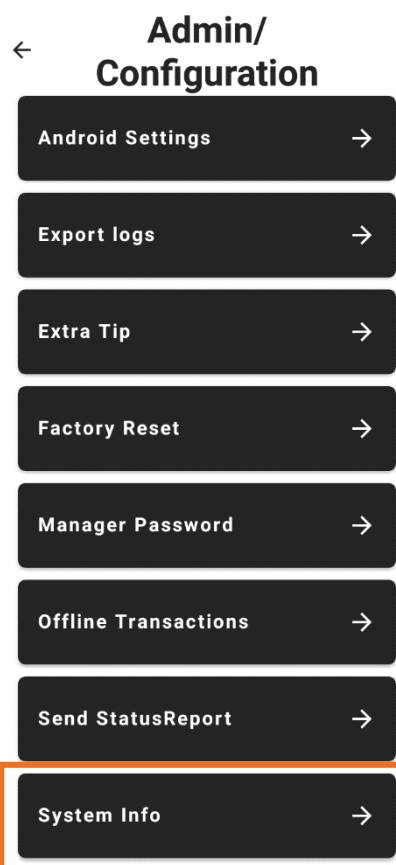 Admin/
Configuration
Android Settings
Export logs
Extra Tip
Factory Reset
Manager Password
Offline Transactions
Send StatusReport
System Info